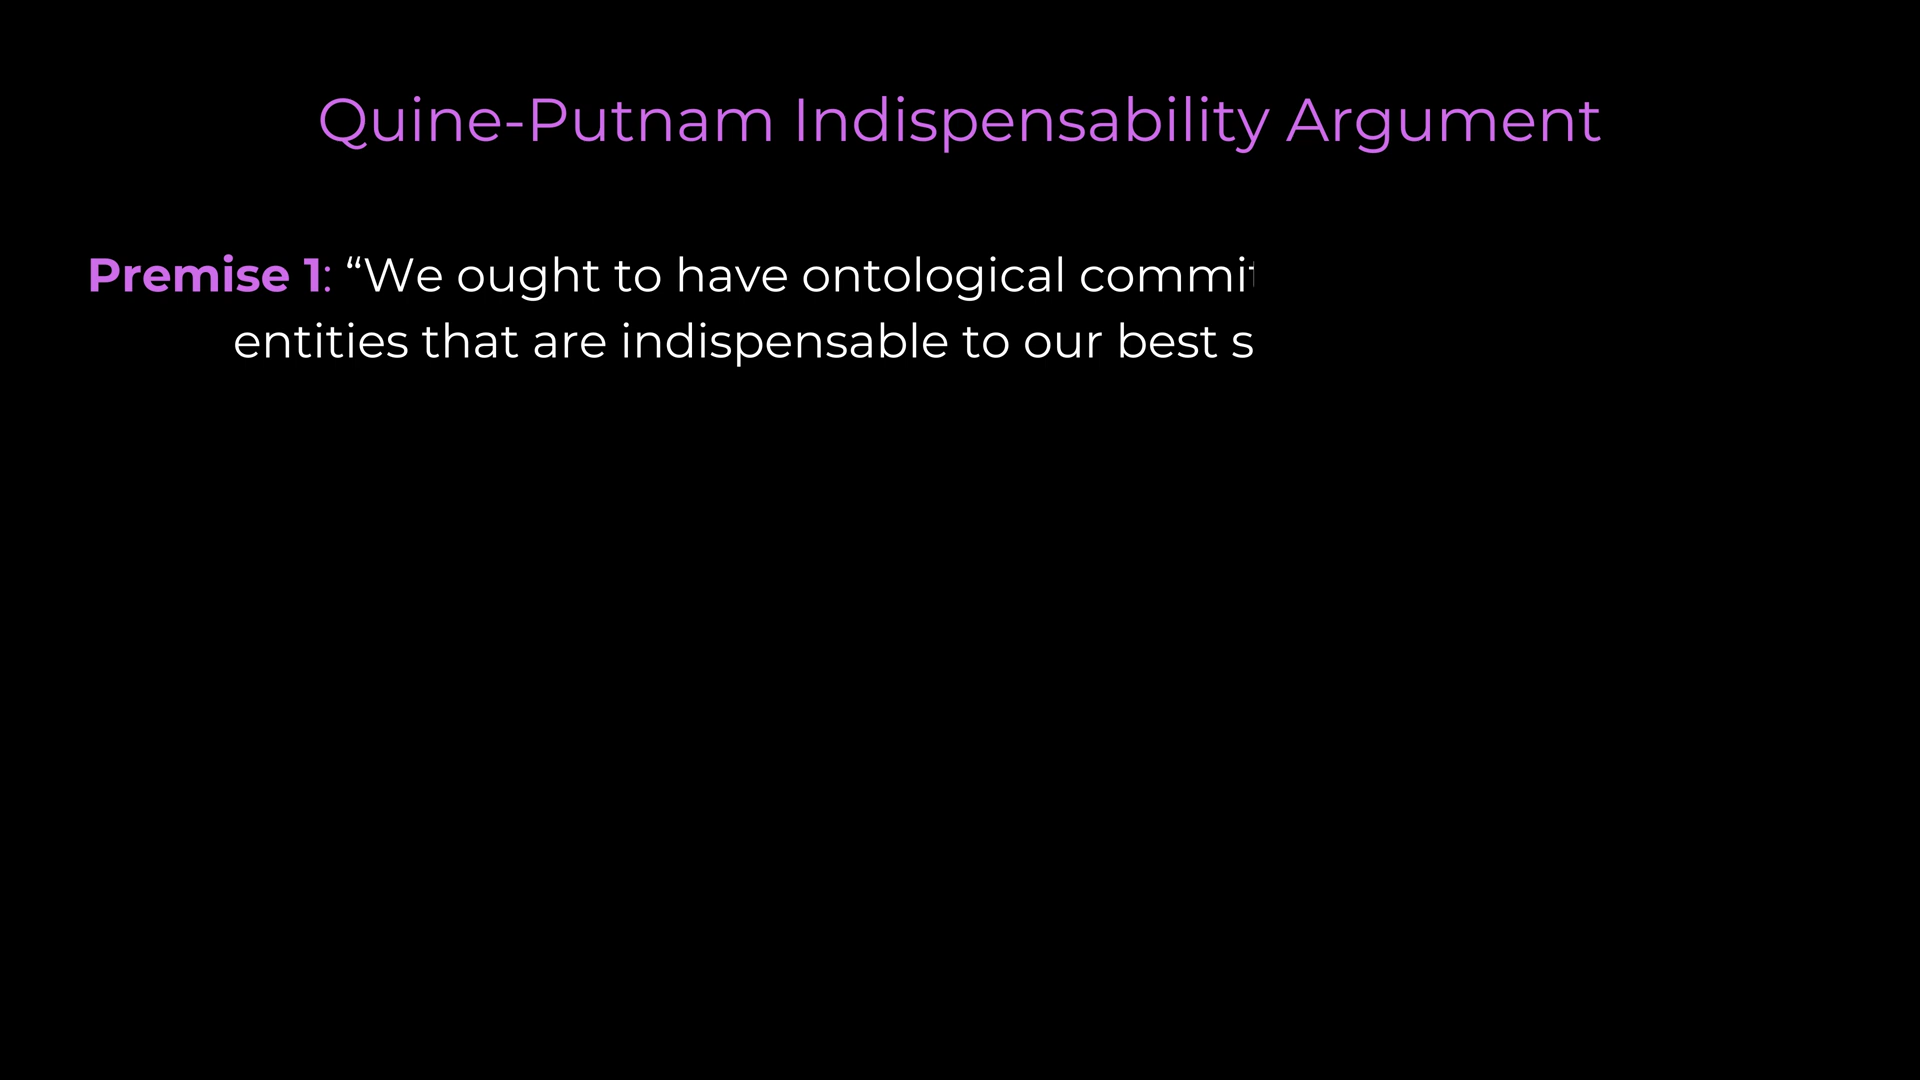 Quine-Putnam Indispensability Argument
Premise 1: “We ought to have ontological commi
entities that are indispensable to our best s